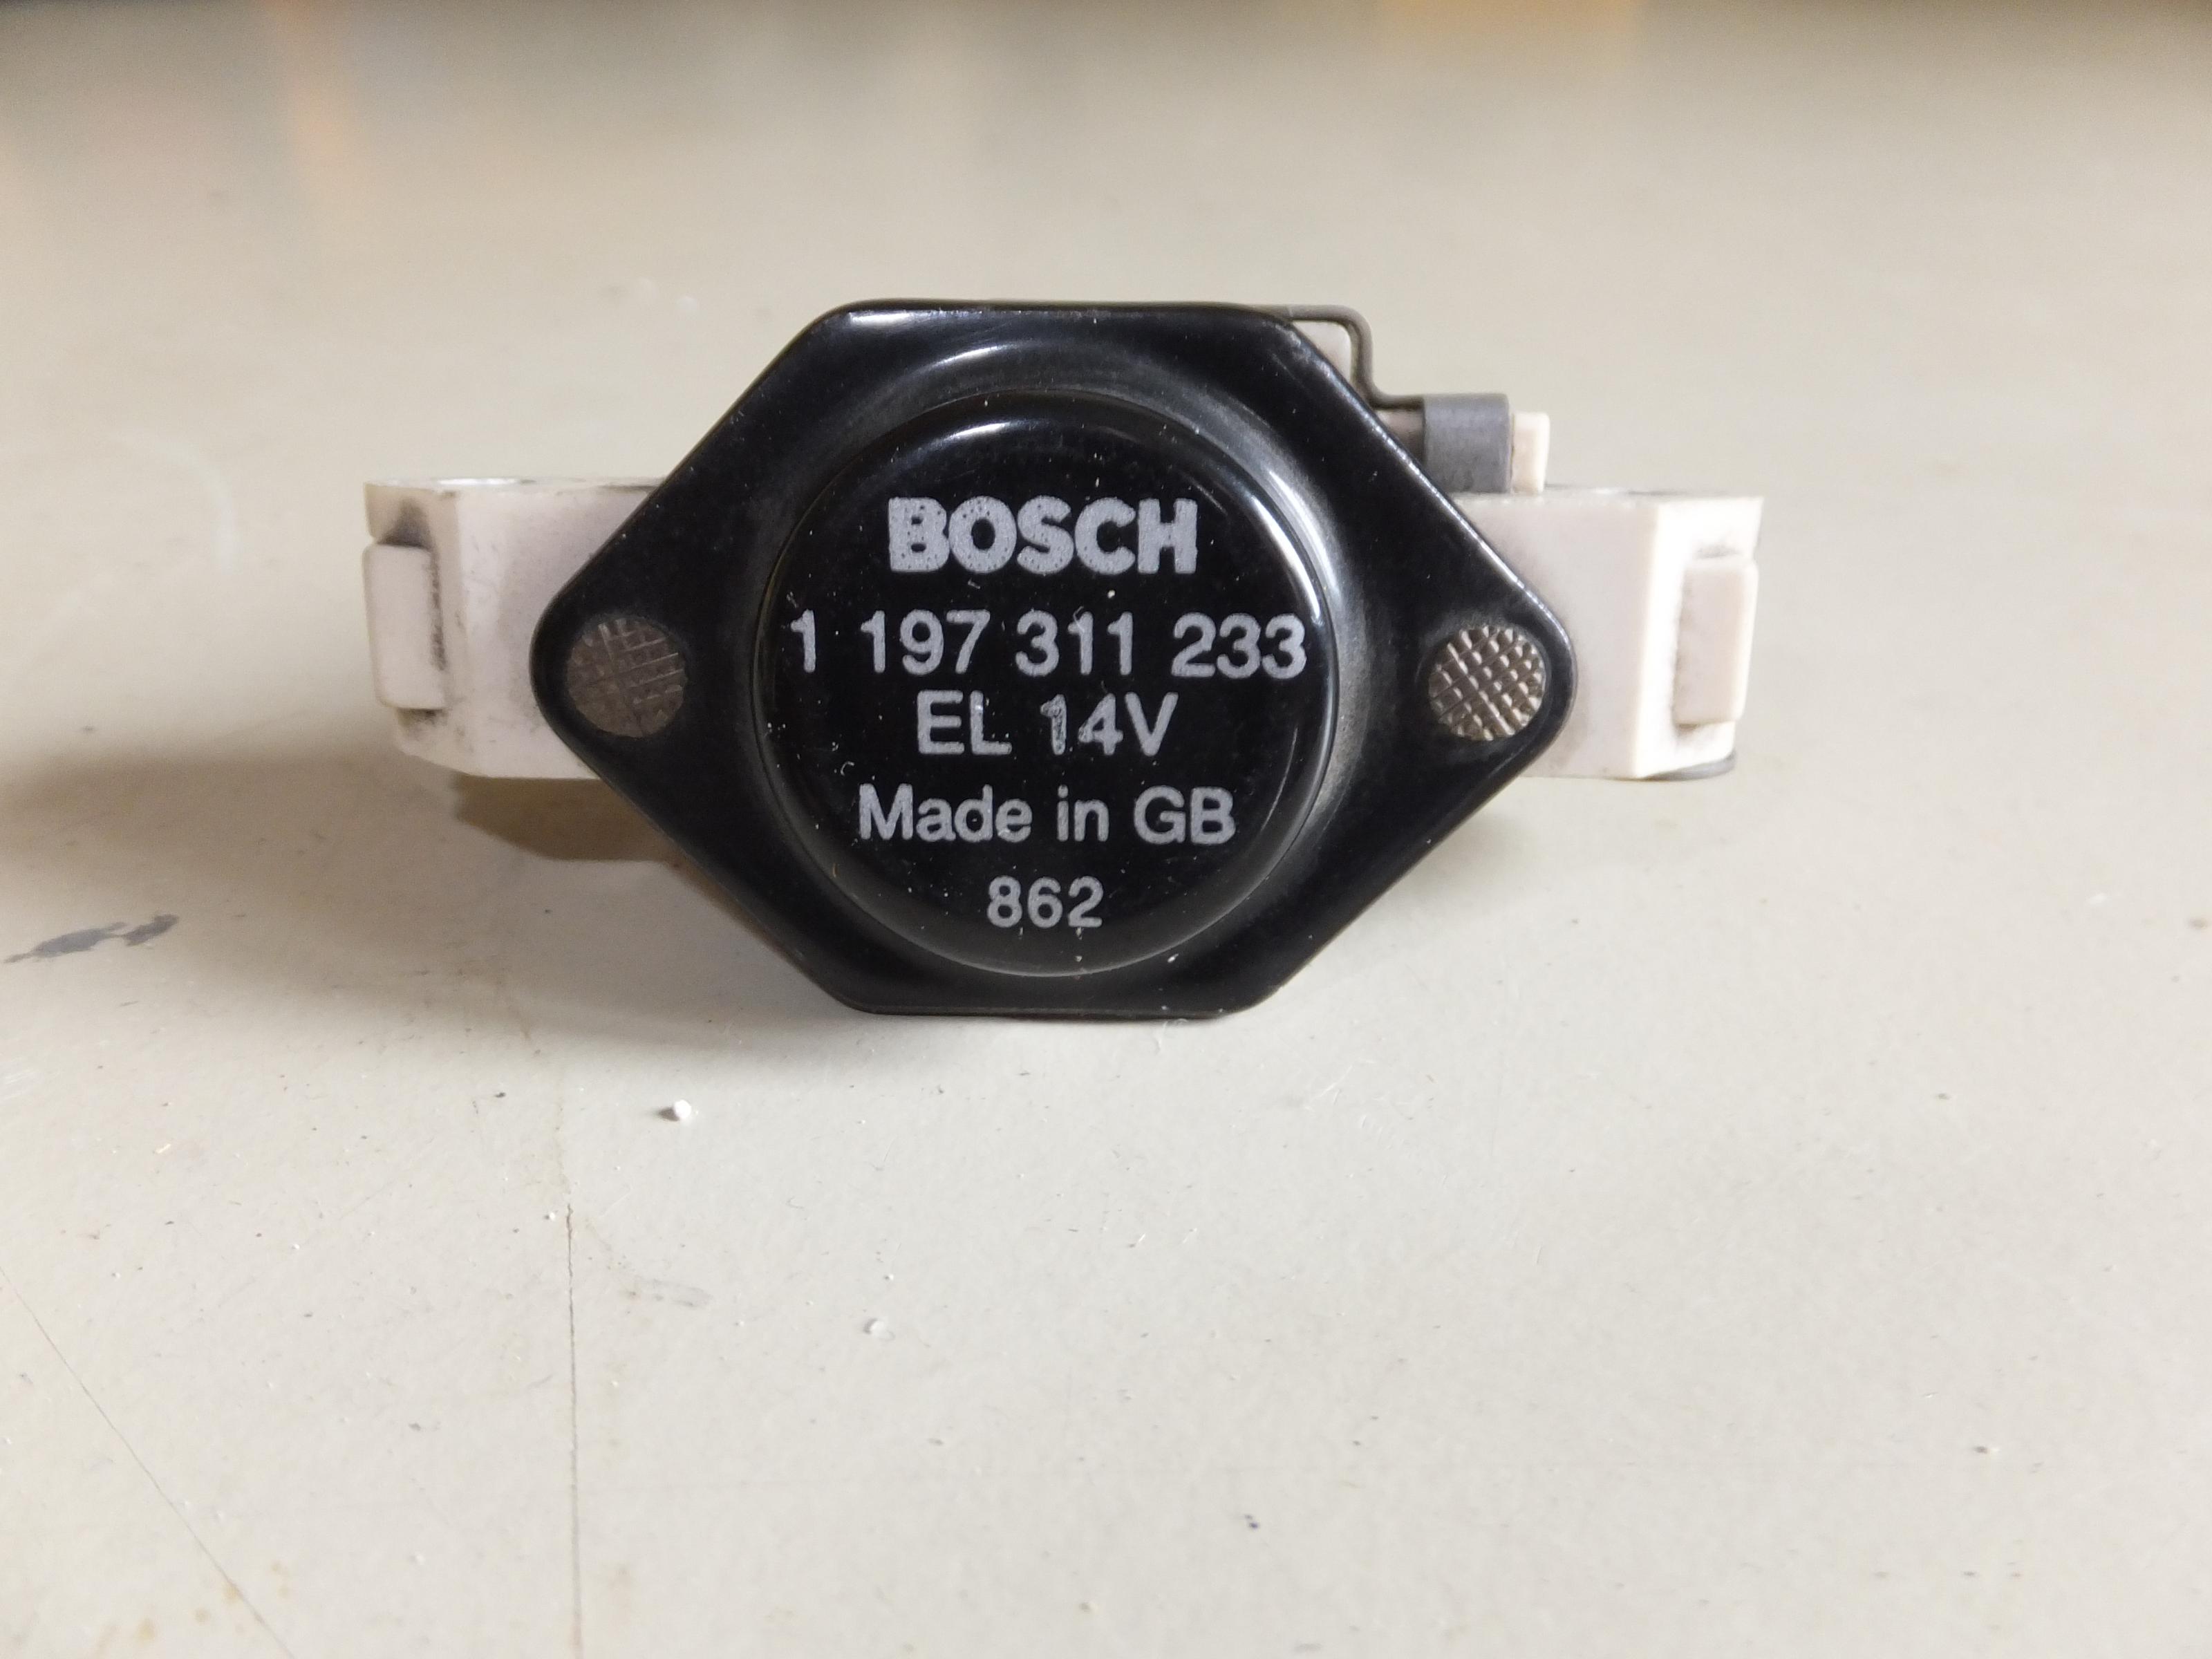 BOSCH
1 197 311 233
EL 14V
Made in GB
862